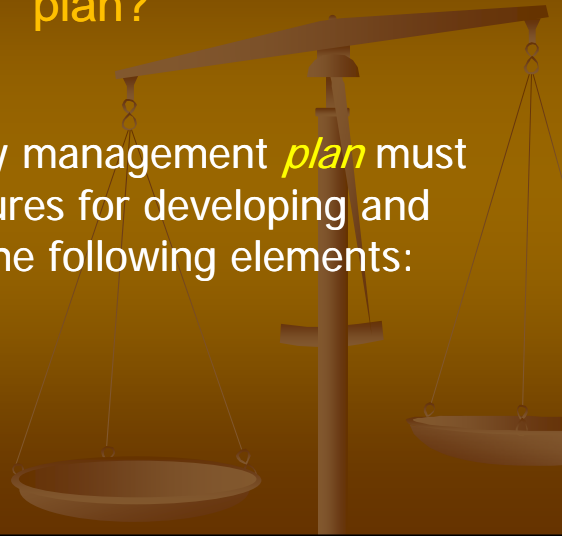 plan?
y management plan must
ures for developing and
he following elements: